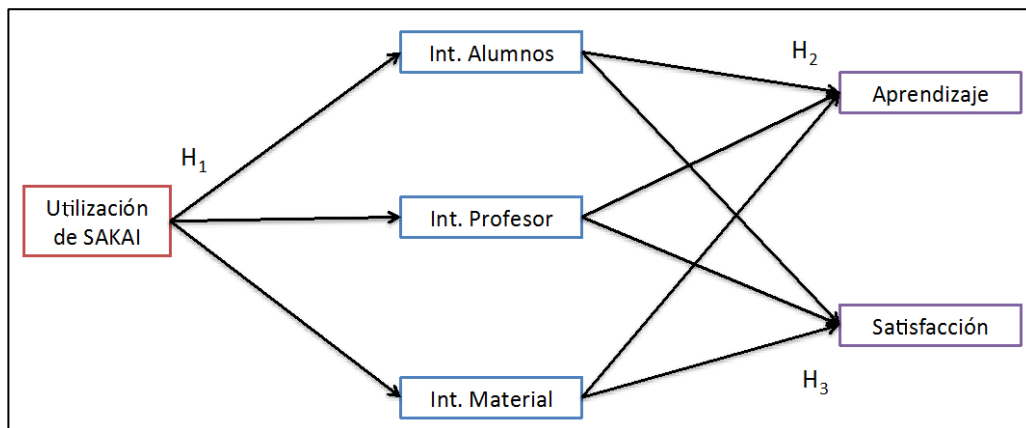 Int. Alumnos
H2
Aprendizaje
H1
Utilización
de SAKAI
Int. Profesor
Satisfacción
Int. Material
H3